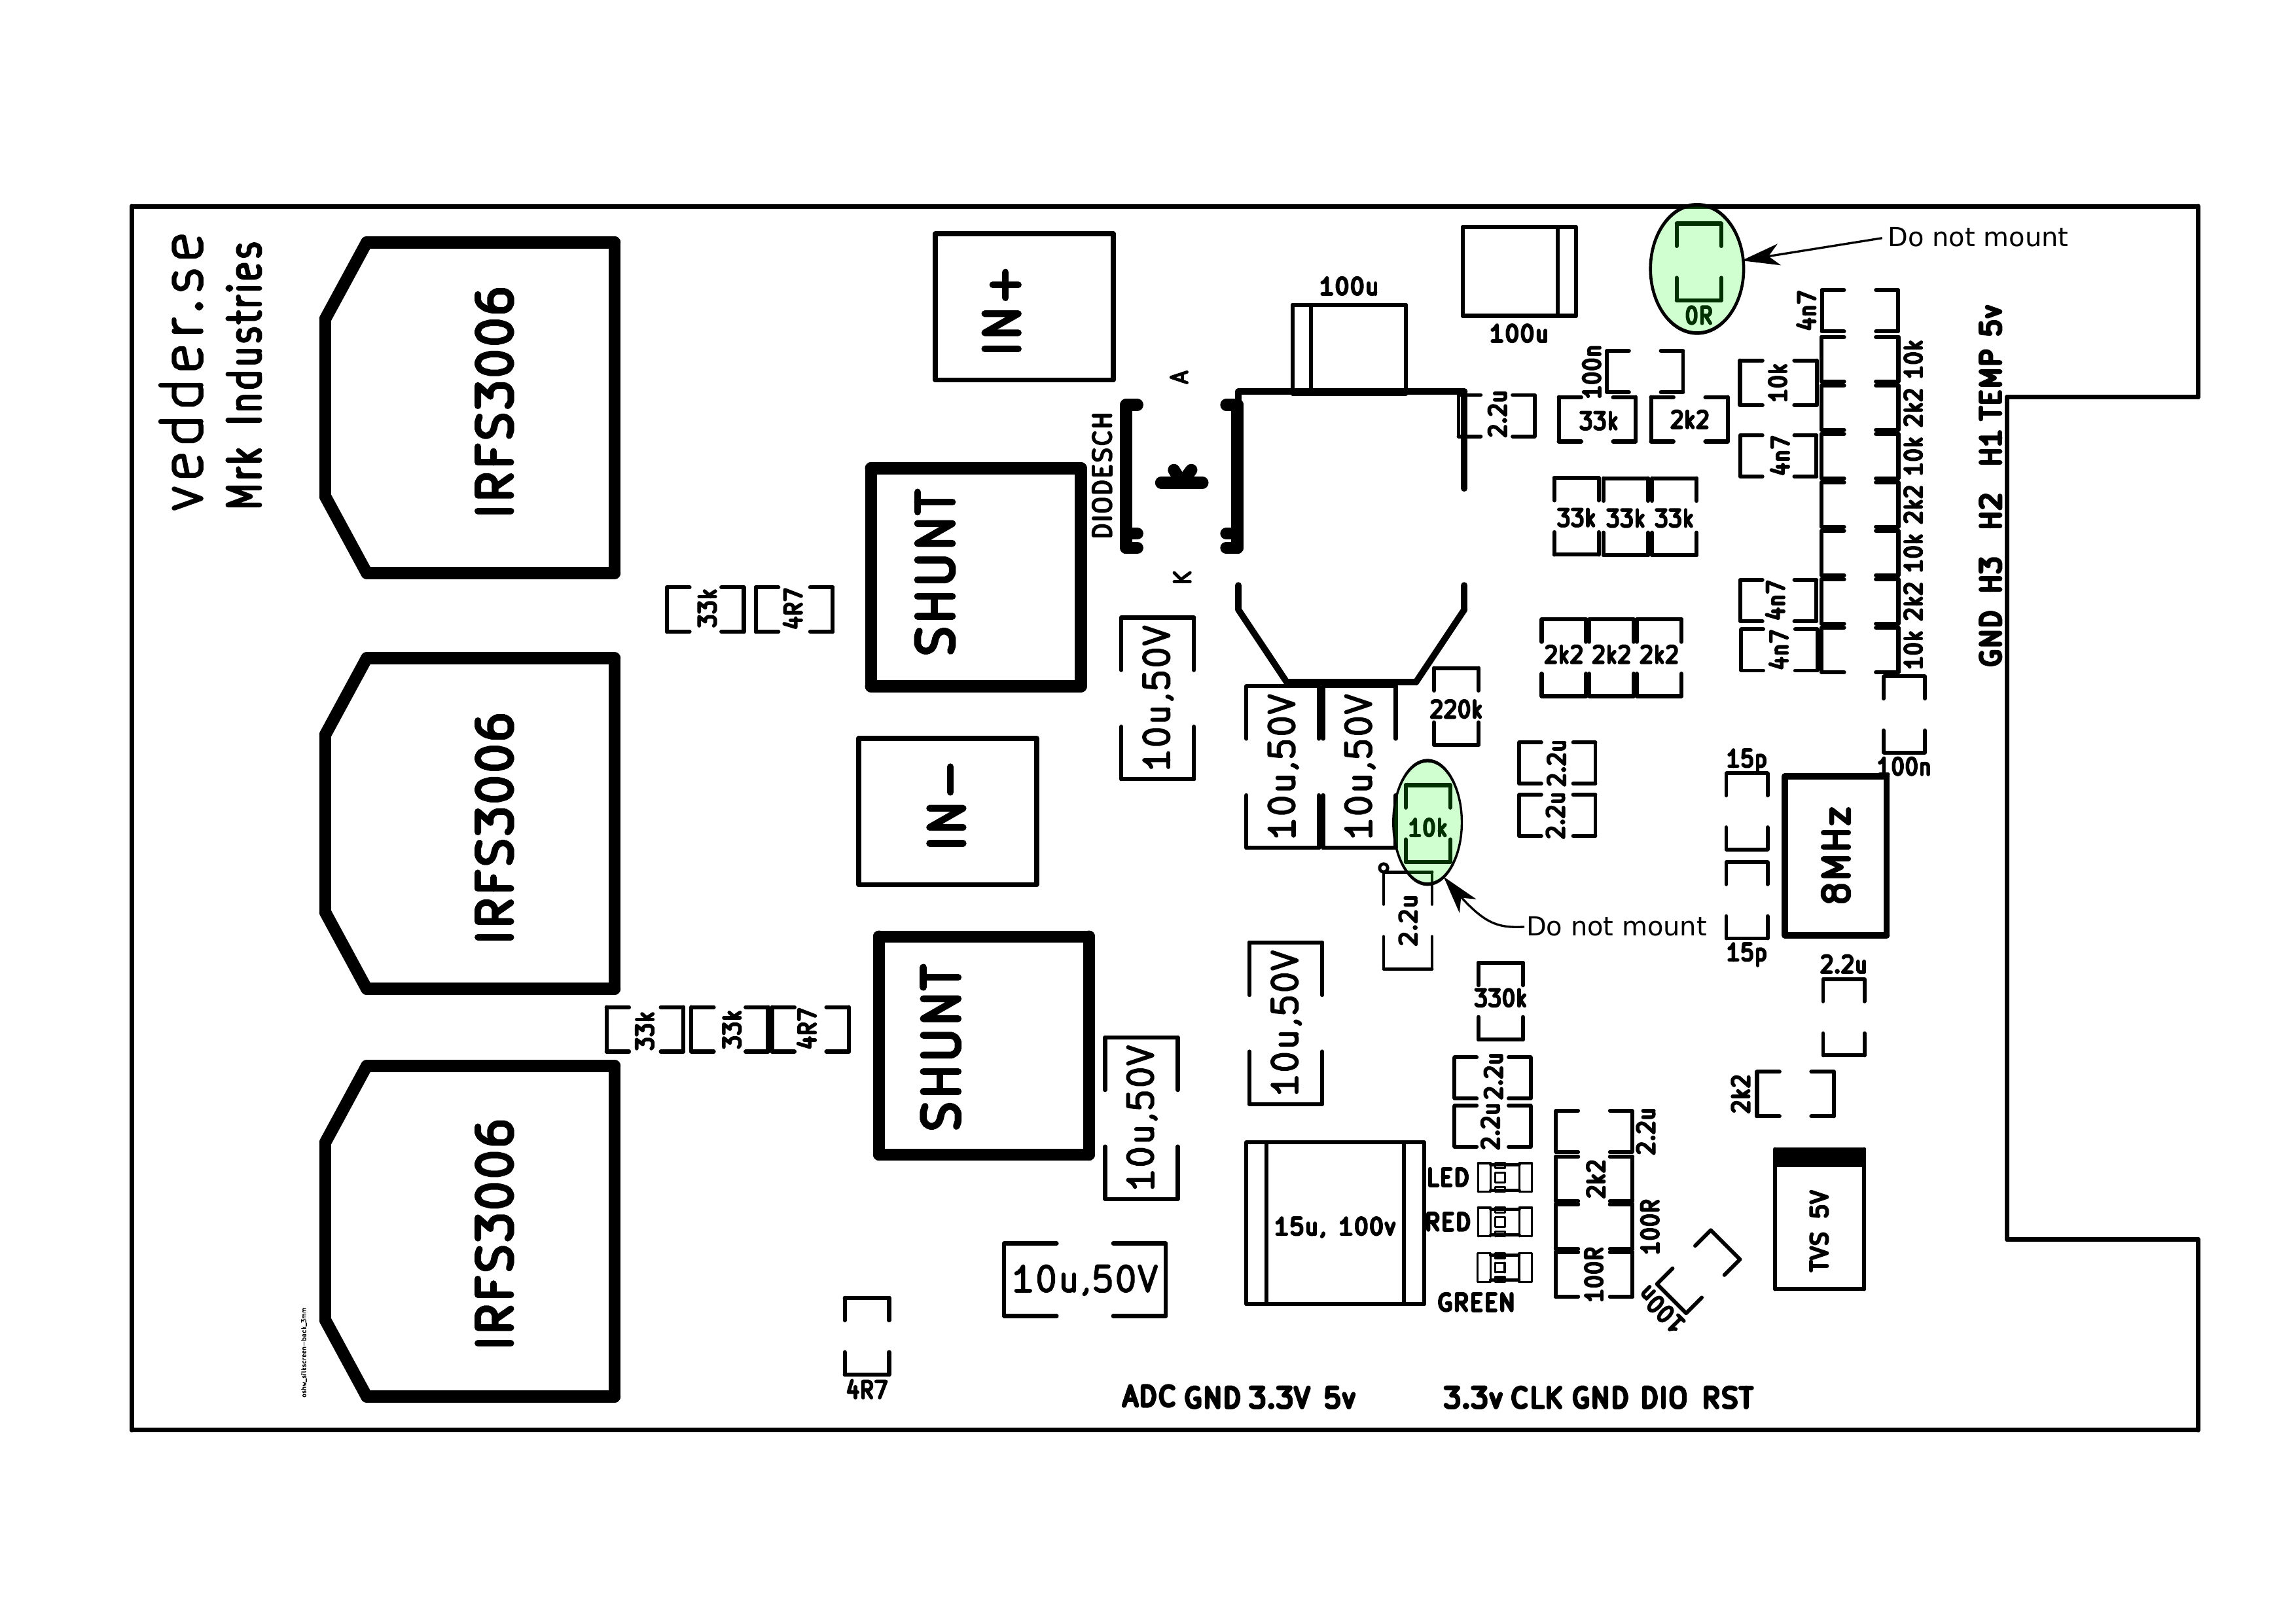 vedder.se
Mrk Industries
IRFS3006
IRFS3006
IRFS3006
oshw_silkscreen-back_3mm
33k
4R7
33k
33k
4R7
4R7
IN+
SHUNT
IN-
SHUNT
DIODESCH
A
K
10u,50V
10u,50V
10u,50V
10u,50V
10u,50V
10u,50V
100u
100u
0R
Do not mount
2.2u
100n
33k
2k2
10k
4n7
4n7
10k
2k2
10k
2k2
10k
2k2
10k
4n7
4n7
33k
33k
33k
2k2
2k2
2k2
220k
2.2u
2.2u
10k
Do not mount
2.2u
330k
2.2u
2.2u
2.2u
2k2
100R
100R
100n
LED
RED
GREEN
15u, 100v
100n
15p
15p
8MHz
2.2u
2k2
TVS 5V
GND H3 H2 H1 TEMP 5v
ADC GND 3.3V 5v
3.3v CLK GND DIO RST